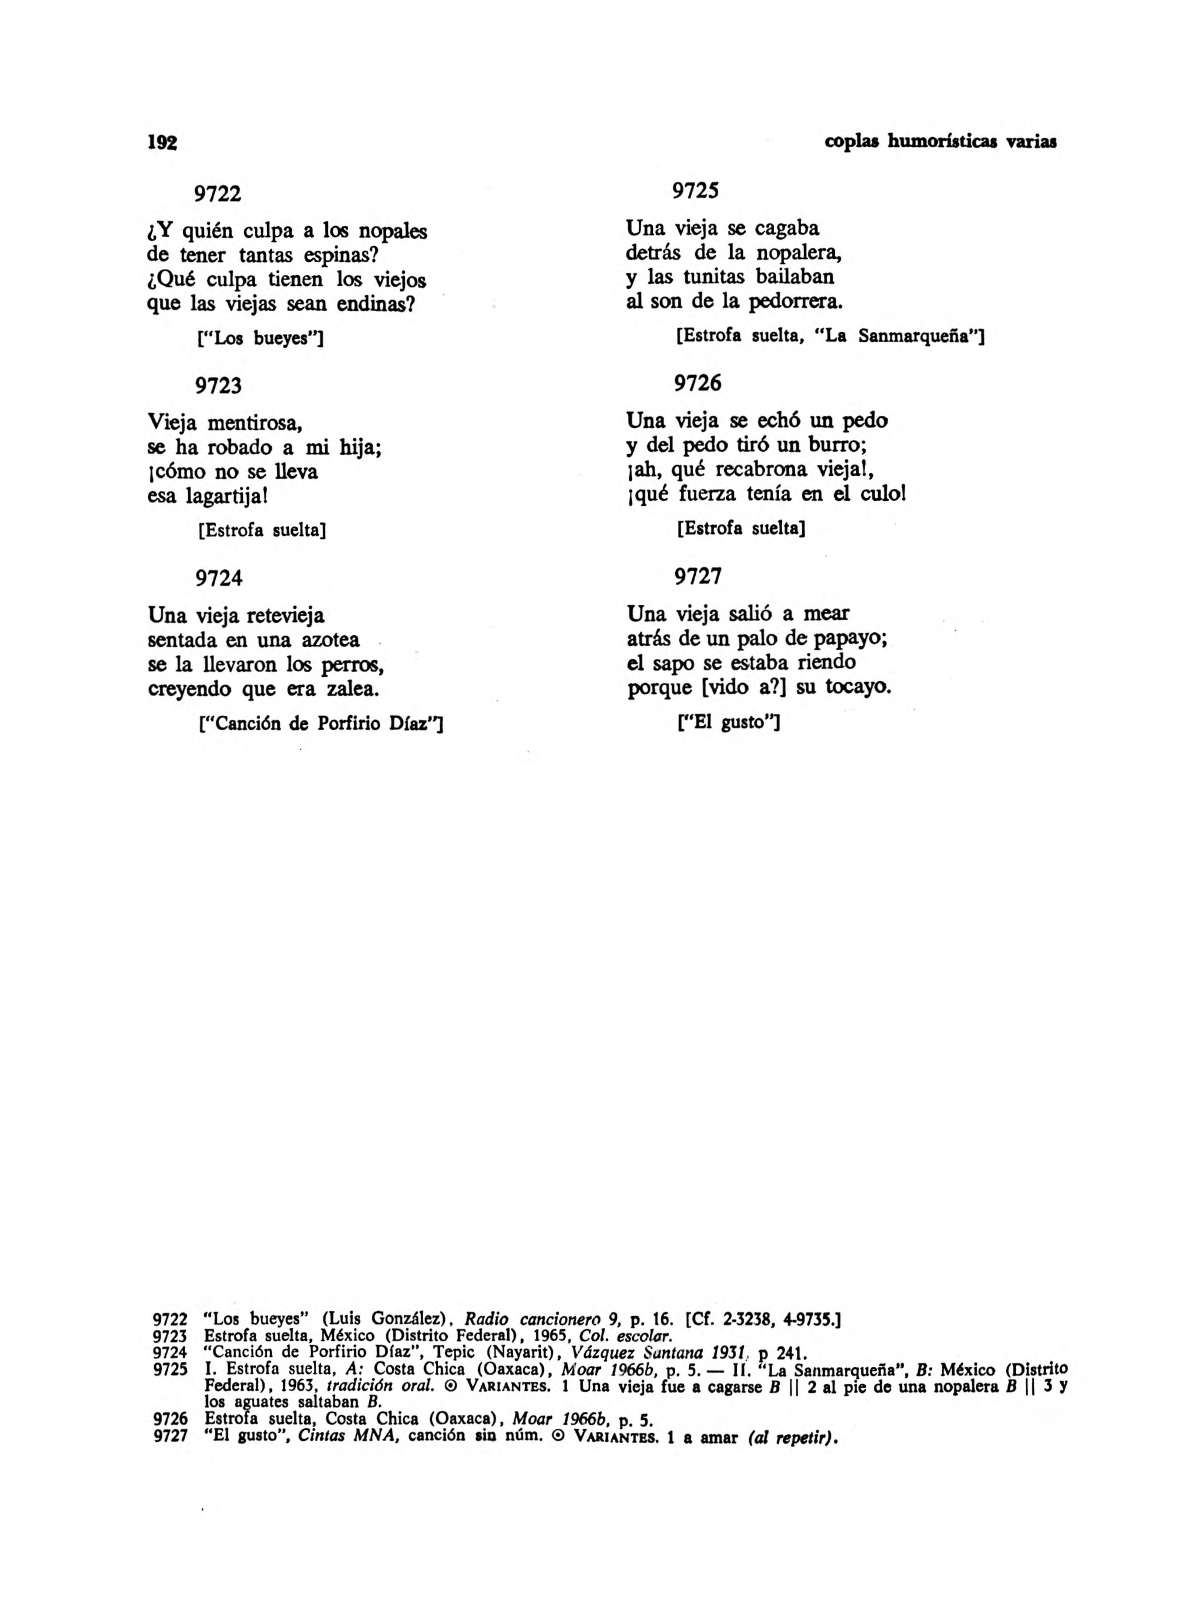 192 coplas humorísticas varias
9722
¿Y quién culpa a los nopales
de tener tantas espinas?
¿Qué culpa tienen los viejos
que las viejas sean endinas?
["Los bueyes"]
9723
Vieja mentirosa,
se ha robado a mi hija;
¡cómo no se lleva
esa lagartija!
[Estrofa suelta]
9724
Una vieja retevieja
sentada en una azotea
se la llevaron los perros,
creyendo que era zalea.
["Canción de Porfirio Díaz"]
9725
Una vieja se cagaba
detrás de la nopalera,
y las tunitas bailaban
al son de la pedorrera.
[Estrofa suelta, "La Sanmarqueña"]
9726
Una vieja se echó un pedo
y del pedo tiró un burro;
¡ah, qué recabrona vieja!,
¡qué fuerza tenía en el culo!
[Estrofa suelta]
9727
Una vieja salió a mear
atrás de un palo de papayo;
el sapo se estaba riendo
porque [vido a?] su tocayo.
["El gusto"]
9722 "Los bueyes" (Luis González), Radio cancionero 9, p. 16. [Cf. 2-3238, 4-9735.]
9723 Estrofa suelta, México (Distrito Federal), 1965, Col. escolar.
9724 "Canción de Porfirio Díaz", Tepic (Nayarit), Vázquez Santana 1931, p 241.
9725 I. Estrofa suelta, A: Costa Chica (Oaxaca), Moar 1966b, p. 5. — II. "La Sanmarqueña", B: México (Distrito
Federal), 1963, tradición oral. ⊙ VARIANTES. 1 Una vieja fue a cagarse B || 2 al pie de una nopalera B || 3 y
los aguates saltaban B.
9726 Estrofa suelta, Costa Chica (Oaxaca), Moar 1966b, p. 5.
9727 "El gusto", Cintas MNA, canción sin núm. ⊙ VARIANTES. 1 a amar (al repetir).